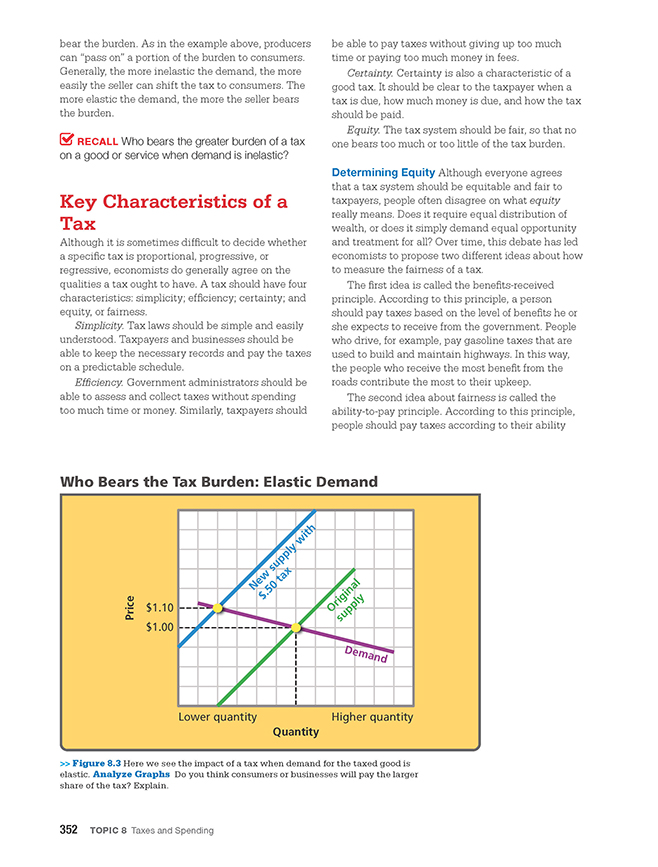 bear the burden. As in the example above, producers
can “pass on” a portion of the burden to consumers.
Generally, the more inelastic the demand, the more
easily the seller can shift the tax to consumers. The
more elastic the demand, the more the seller bears
the burden.
RECALL Who bears the greater burden of a tax
on a good or service when demand is inelastic?
Key Characteristics of a
Tax
Although it is sometimes difficult to decide whether
a specific tax is proportional, progressive, or
regressive, economists do generally agree on the
qualities a tax ought to have. A tax should have four
characteristics: simplicity; efficiency; certainty; and
equity, or fairness.
Simplicity. Tax laws should be simple and easily
understood. Taxpayers and businesses should be
able to keep the necessary records and pay the taxes
on a predictable schedule.
Efficiency. Government administrators should be
able to assess and collect taxes without spending
too much time or money. Similarly, taxpayers should
be able to pay taxes without giving up too much
time or paying too much money in fees.
Certainty. Certainty is also a characteristic of a
good tax. It should be clear to the taxpayer when a
tax is due, how much money is due, and how the tax
should be paid.
Equity. The tax system should be fair, so that no
one bears too much or too little of the tax burden.
Determining Equity Although everyone agrees
that a tax system should be equitable and fair to
taxpayers, people often disagree on what equity
really means. Does it require equal distribution of
wealth, or does it simply demand equal opportunity
and treatment for all? Over time, this debate has led
economists to propose two different ideas about how
to measure the fairness of a tax.
The first idea is called the benefits-received
principle. According to this principle, a person
should pay taxes based on the level of benefits he or
she expects to receive from the government. People
who drive, for example, pay gasoline taxes that are
used to build and maintain highways. In this way,
the people who receive the most benefit from the
roads contribute the most to their upkeep.
The second idea about fairness is called the
ability-to-pay principle. According to this principle,
people should pay taxes according to their ability
Who Bears the Tax Burden: Elastic Demand
New supply with
$.50 tax
Original
supply
Demand
Price
$1.10
$1.00
Lower quantity
Higher quantity
Quantity
>> Figure 8.3 Here we see the impact of a tax when demand for the taxed good is
elastic. Analyze Graphs Do you think consumers or businesses will pay the larger
share of the tax? Explain.
352 TOPIC 8 Taxes and Spending